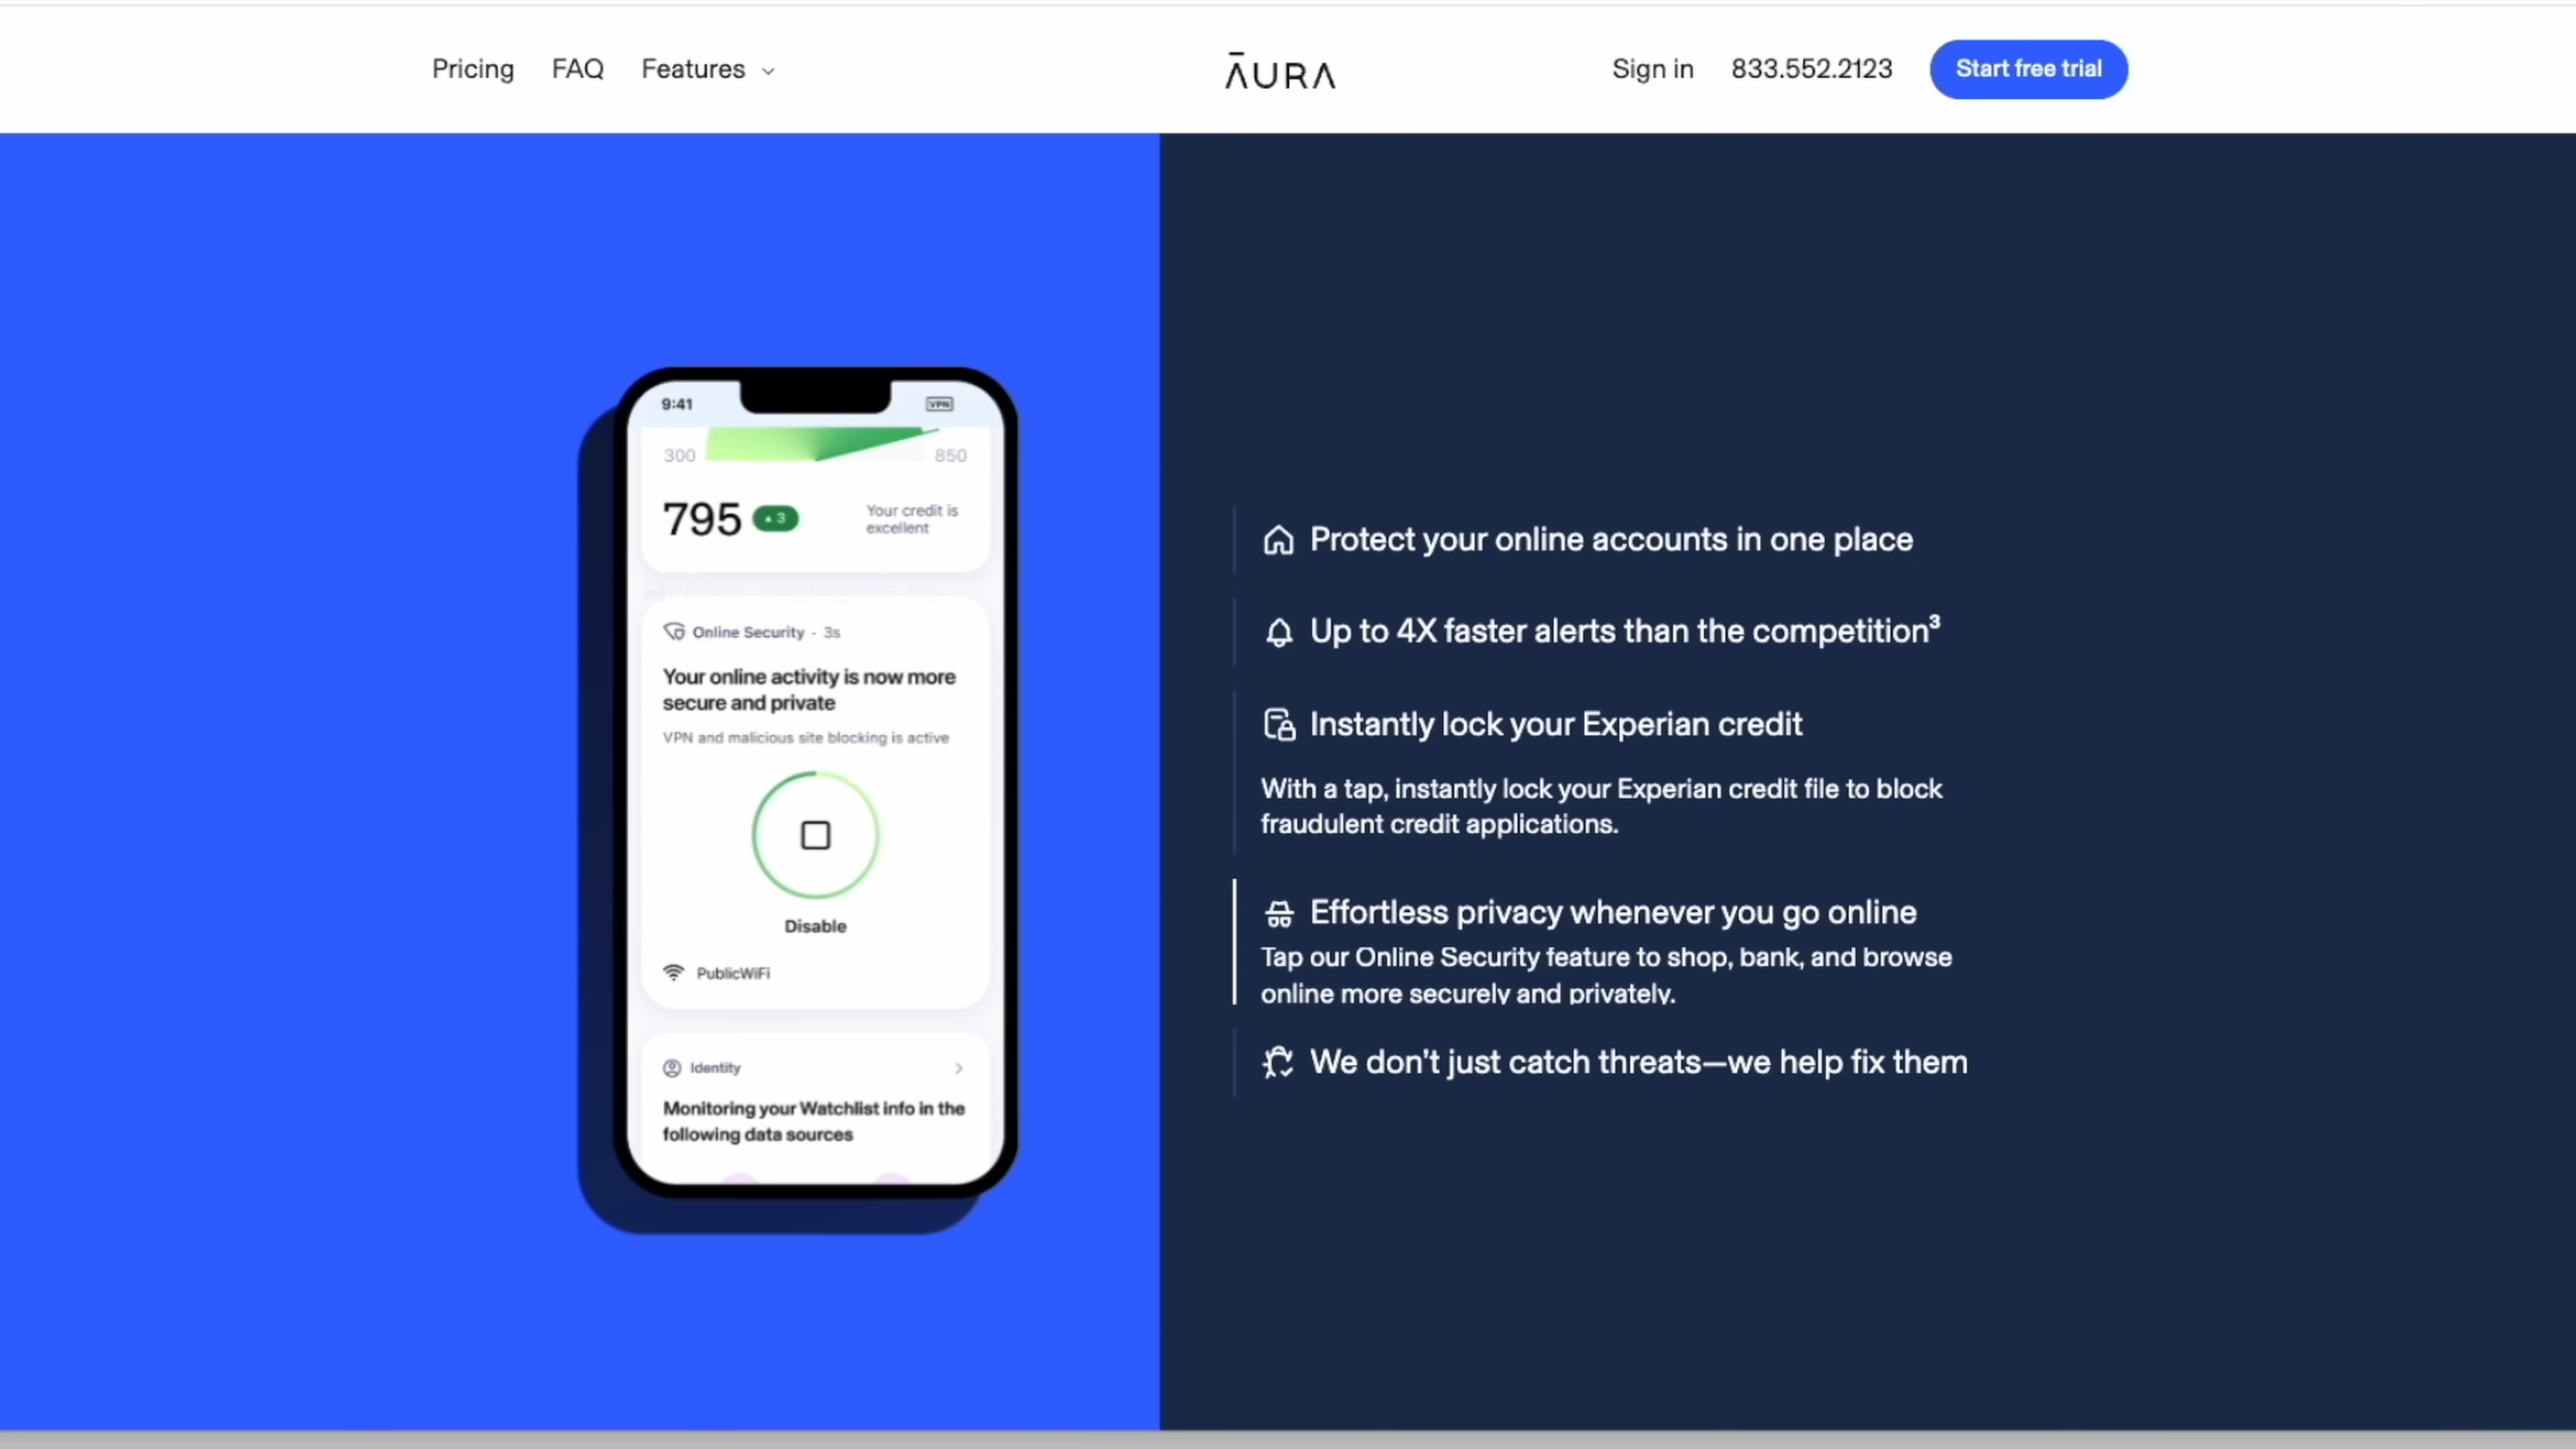 Pricing
FAQ
Features
ĀURA
Sign in
833.552.2123
Start free trial
9:41
VPN
300
850
795
▲3
Your credit is
excellent
Online Security · 3s
Your online activity is now more
secure and private
VPN and malicious site blocking is active
Disable
PublicWiFi
Identity
Monitoring your Watchlist info in the
following data sources
Protect your online accounts in one place
Up to 4X faster alerts than the competition³
Instantly lock your Experian credit
With a tap, instantly lock your Experian credit file to block
fraudulent credit applications.
Effortless privacy whenever you go online
Tap our Online Security feature to shop, bank, and browse
online more securely and privately.
We don't just catch threats—we help fix them